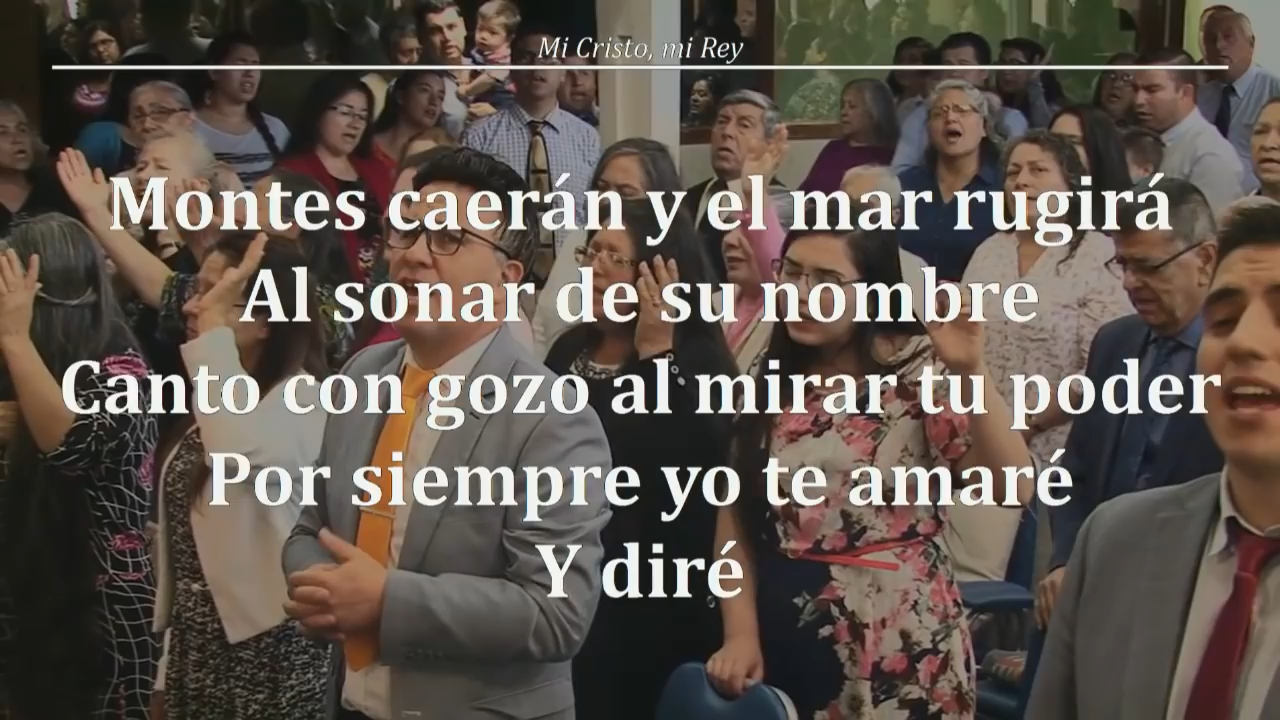 Mi Cristo, mi Rey
Montes caerán y el mar rugirá
Al sonar de su nombre
Canto con gozo al mirar tu poder
Por siempre yo te amaré
Y diré